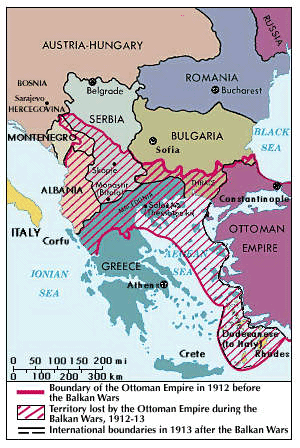 AUSTRIA-HUNGARY
RUSSIA
BOSNIA
Sarajevo
HERCEGOVINA
Belgrade
ROMANIA
Bucharest
SERBIA
MONTENEGRO
BULGARIA
Sofia
BLACK
SEA
Skopje
ALBANIA
Monastir
(Bitola)
MACEDONIA
THRACE
Constantinople
ITALY
Corfu
OTTOMAN
EMPIRE
AEGEAN
SEA
GREECE
IONIAN
SEA
Athens
Dodecanese
(to Italy)
Rhodes
Crete
0 50 100 150 200 mi
0 100 200 300 km
Boundary of the Ottoman Empire in 1912 before
the Balkan Wars
Territory lost by the Ottoman Empire during the
Balkan Wars, 1912-13
International boundaries in 1913 after the Balkan Wars